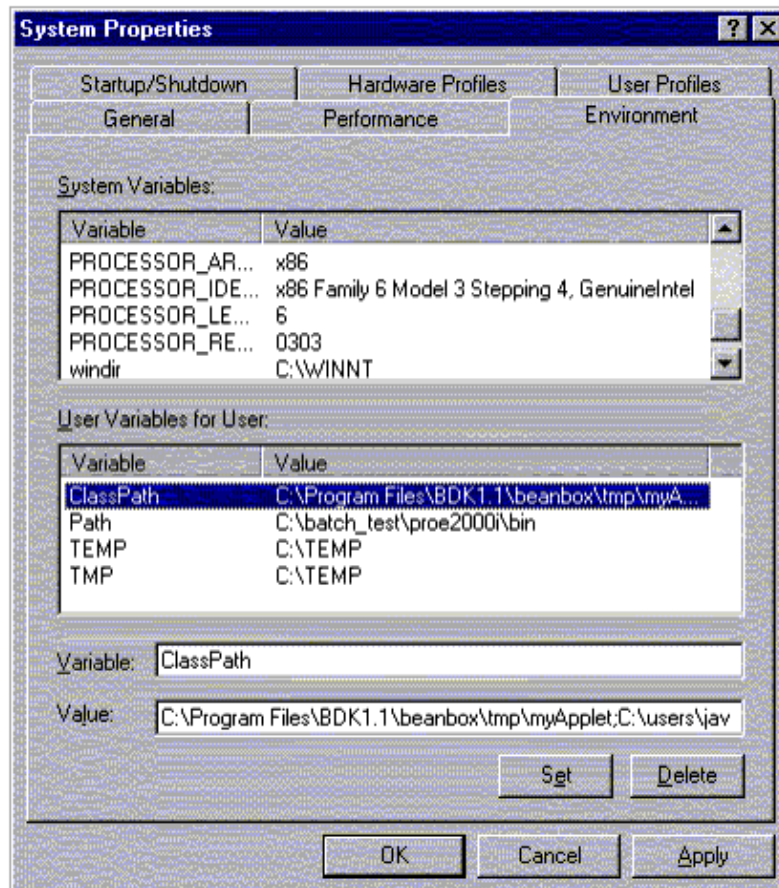 System Properties
Startup/Shutdown Hardware Profiles User Profiles
General Performance Environment
System Variables:
Variable Value
PROCESSOR_AR... x86
PROCESSOR_IDE... x86 Family 6 Model 3 Stepping 4, GenuineIntel
PROCESSOR_LE... 6
PROCESSOR_RE... 0303
windir C:\WINNT
User Variables for User:
Variable Value
ClassPath C:\Program Files\BDK1.1\beanbox\tmp\myA...
Path C:\batch_test\proe2000i\bin
TEMP C:\TEMP
TMP C:\TEMP
Variable: ClassPath
Value: C:\Program Files\BDK1.1\beanbox\tmp\myApplet;C:\users\jav
Set Delete
OK Cancel Apply